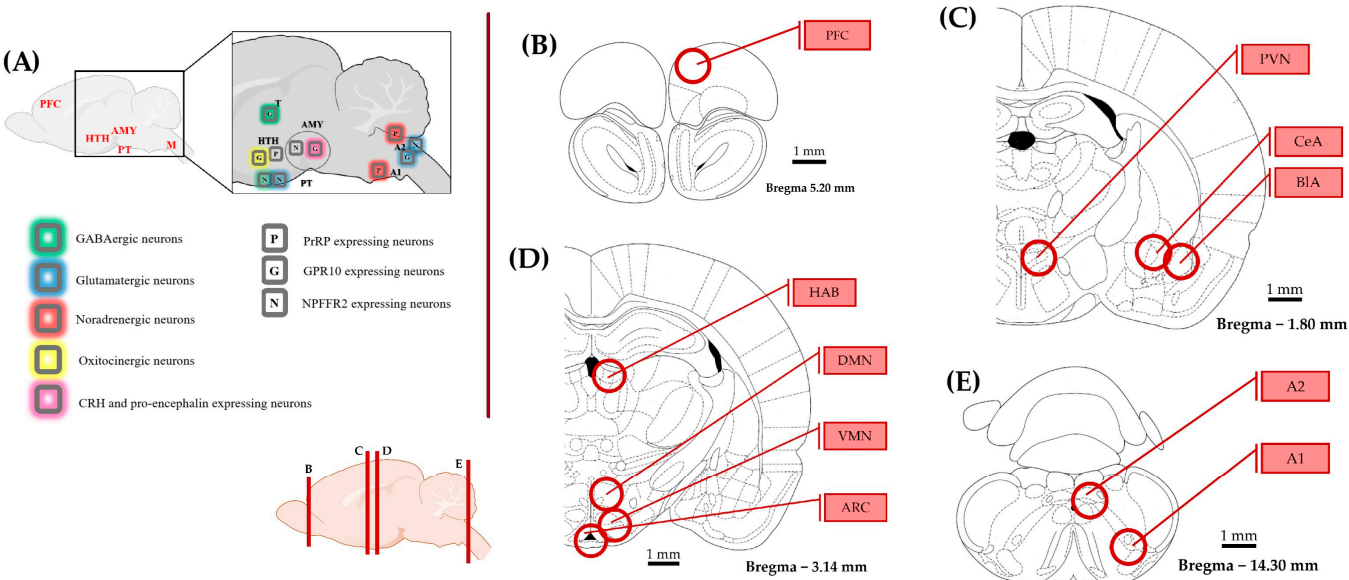 (A)
PFC
AMY
HTH
PT
M
T
G
AMY
HTH
G
P
N
G
P
A2
N
G
P
A1
N
N
PT
GABAergic neurons
Glutamatergic neurons
Noradrenergic neurons
Oxitocinergic neurons
CRH and pro-encephalin expressing neurons
P
PrRP expressing neurons
G
GPR10 expressing neurons
N
NPFFR2 expressing neurons
B
C
D
E
(B)
PFC
1 mm
Bregma 5.20 mm
(C)
PVN
CeA
BlA
1 mm
Bregma – 1.80 mm
(D)
HAB
DMN
VMN
ARC
1 mm
Bregma – 3.14 mm
(E)
A2
A1
1 mm
Bregma – 14.30 mm